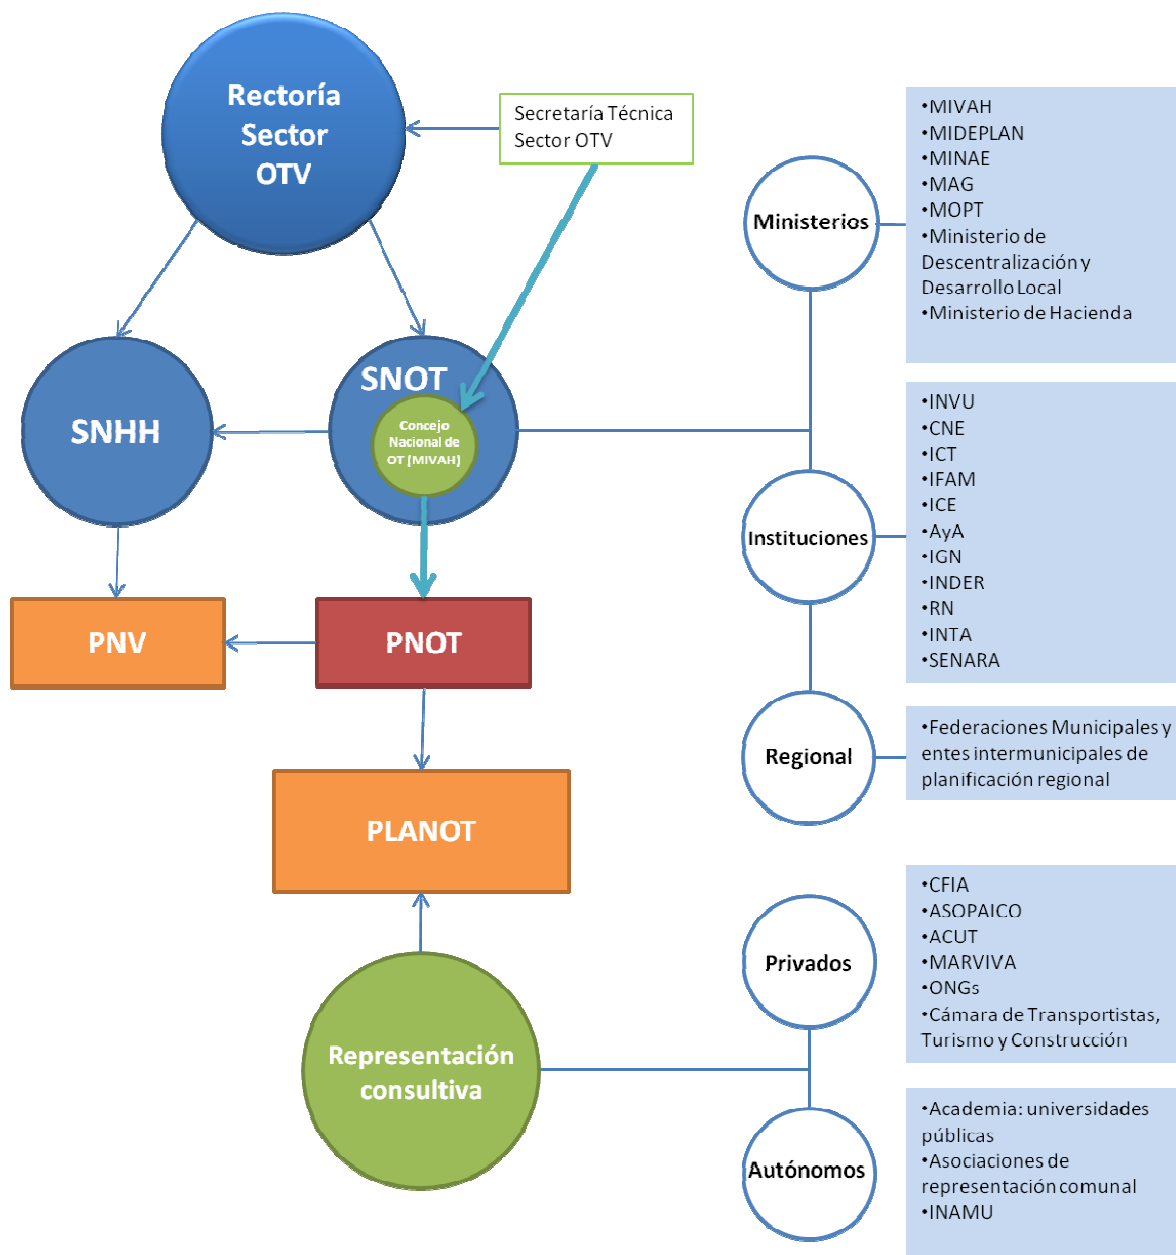 Rectoría
Sector
OTV
Secretaría Técnica
Sector OTV
SNHH
SNOT
Concejo
Nacional de
OT (MIVAH)
PNV
PNOT
PLANOT
Representación
consultiva
Ministerios
•MIVAH
•MIDEPLAN
•MINAE
•MAG
•MOPT
•Ministerio de
Descentralización y
Desarrollo Local
•Ministerio de Hacienda
Instituciones
•INVU
•CNE
•ICT
•IFAM
•ICE
•AyA
•IGN
•INDER
•RN
•INTA
•SENARA
Regional
•Federaciones Municipales y
entes intermunicipales de
planificación regional
Privados
•CFIA
•ASOPAICO
•ACUT
•MARVIVA
•ONGs
•Cámara de Transportistas,
Turismo y Construcción
Autónomos
•Academia: universidades
públicas
•Asociaciones de
representación comunal
•INAMU